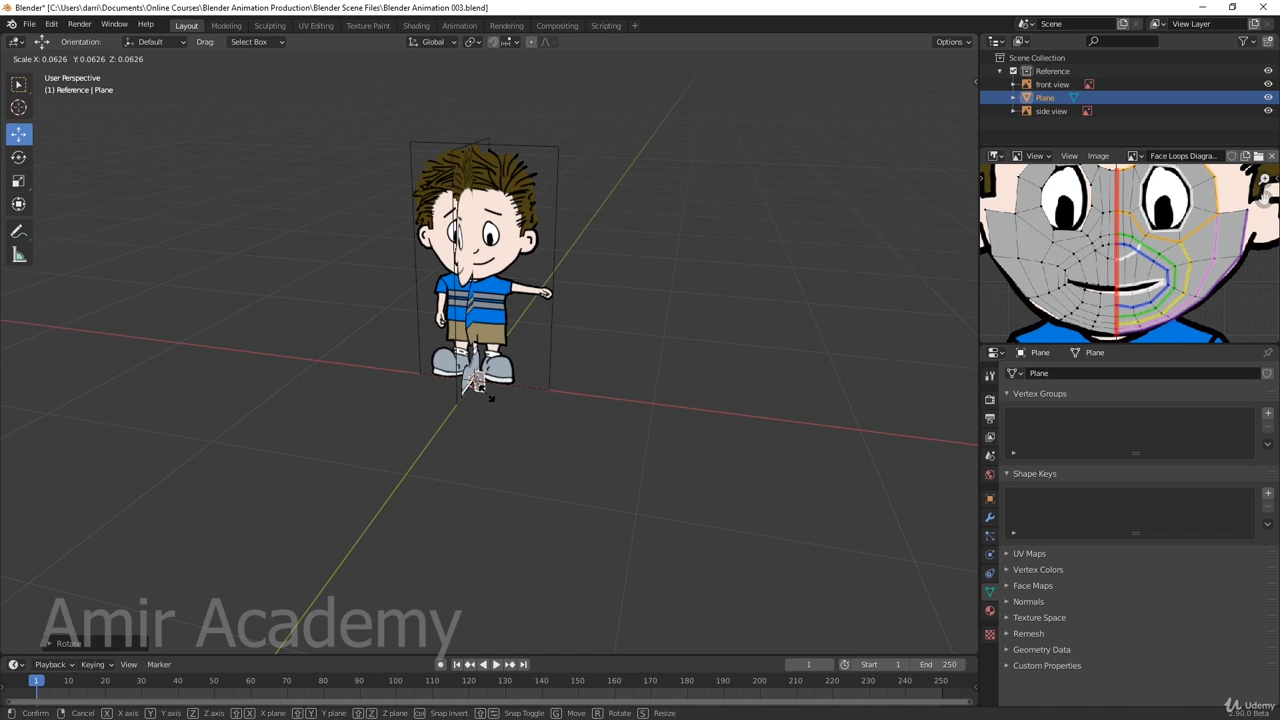 Blender* [C:\Users\darri\Documents\Online Courses\Blender Animation Production\Blender Scene Files\Blender Animation 003.blend]
File Edit Render Window Help Layout Modeling Sculpting UV Editing Texture Paint Shading Animation Rendering Compositing Scripting + Scene View Layer
Orientation: Default Drag: Select Box Global Options
Scale X: 0.0626 Y: 0.0626 Z: 0.0626
User Perspective
(1) Reference | Plane
Scene Collection
Reference
front view
Plane
side view
View View Image Face Loops Diagra...
Plane Plane
Plane
Vertex Groups
Shape Keys
UV Maps
Vertex Colors
Face Maps
Normals
Texture Space
Remesh
Geometry Data
Custom Properties
Amir Academy
Rotate
Playback Keying View Marker 1 Start 1 End 250
1 10 20 30 40 50 60 70 80 90 100 110 120 130 140 150 160 170 180 190 200 210 220 230 240 250
Confirm Cancel X X axis Y Y axis Z Z axis X X plane Y Y plane Z Z plane Snap Invert Snap Toggle G Move R Rotate S Resize 2.90.0 Beta
Udemy